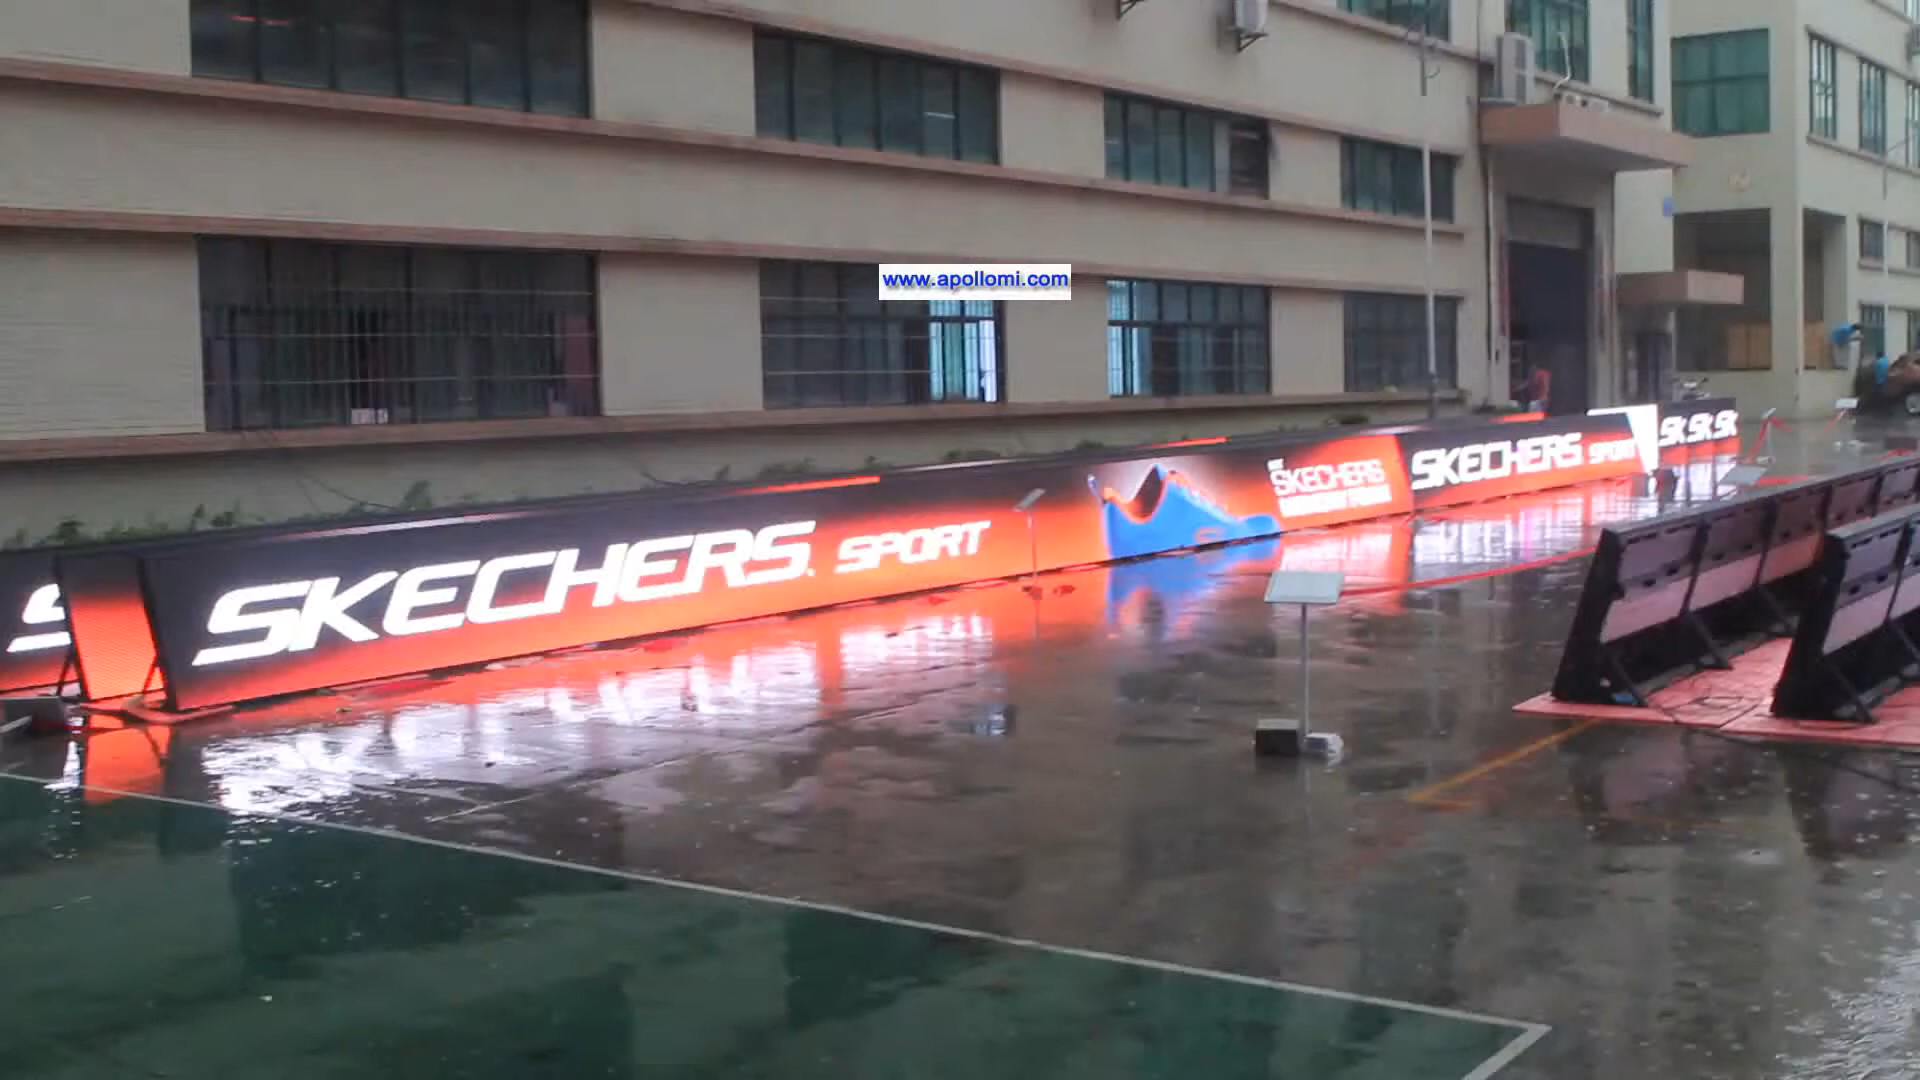 www.apollomi.com
S
SKECHERS. SPORT
SKECHERS
SKECHERS SPORT
SK SK SK